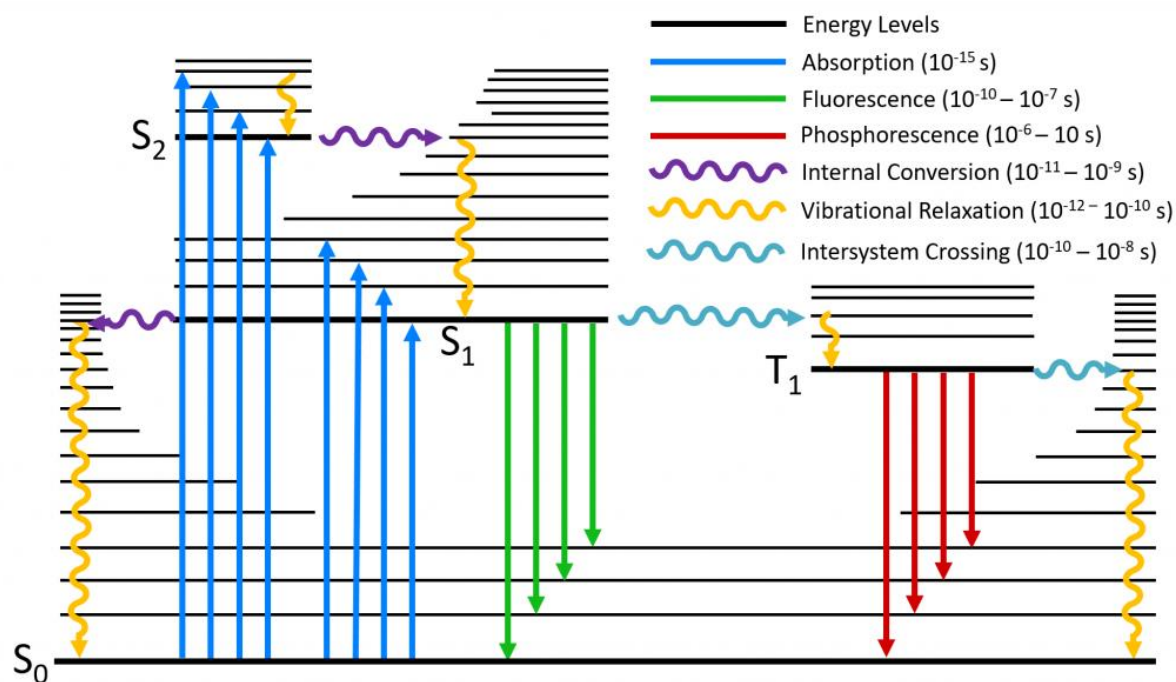 Energy Levels
Absorption (10⁻¹⁵ s)
Fluorescence (10⁻¹⁰ – 10⁻⁷ s)
Phosphorescence (10⁻⁶ – 10 s)
Internal Conversion (10⁻¹¹ – 10⁻⁹ s)
Vibrational Relaxation (10⁻¹² ⁻ 10⁻¹⁰ s)
Intersystem Crossing (10⁻¹⁰ – 10⁻⁸ s)
S₂
S₁
T₁
S₀